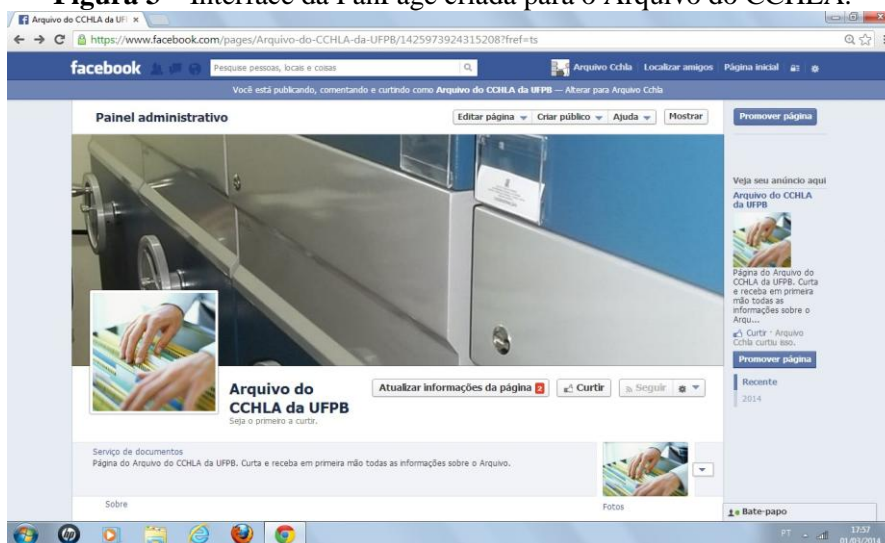 Figura 3 – Interface da FanPage criada para o Arquivo do CCHLA.
Arquivo do CCHLA da UF
https://www.facebook.com/pages/Arquivo-do-CCHLA-da-UFPB/1425973924315208?fref=ts
facebook
Pesquise pessoas, locais e coisas
Arquivo Cchla
Localizar amigos
Página inicial
Você está publicando, comentando e curtindo como Arquivo do CCHLA da UFPB — Alterar para Arquivo Cchla
Painel administrativo
Editar página
Criar público
Ajuda
Mostrar
Promover página
Veja seu anúncio aqui
Arquivo do CCHLA
da UFPB
Página do Arquivo do
CCHLA da UFPB. Curta
e receba em primeira
mão todas as
informações sobre o
Arqu...
Curtir · Arquivo
Cchla curtiu isso.
Promover página
Recente
2014
Arquivo do
CCHLA da UFPB
Seja o primeiro a curtir.
Atualizar informações da página 2
Curtir
Seguir
Serviço de documentos
Página do Arquivo do CCHLA da UFPB. Curta e receba em primeira mão todas as informações sobre o Arquivo.
Sobre
Fotos
Bate-papo
PT
17:57
01/03/2014